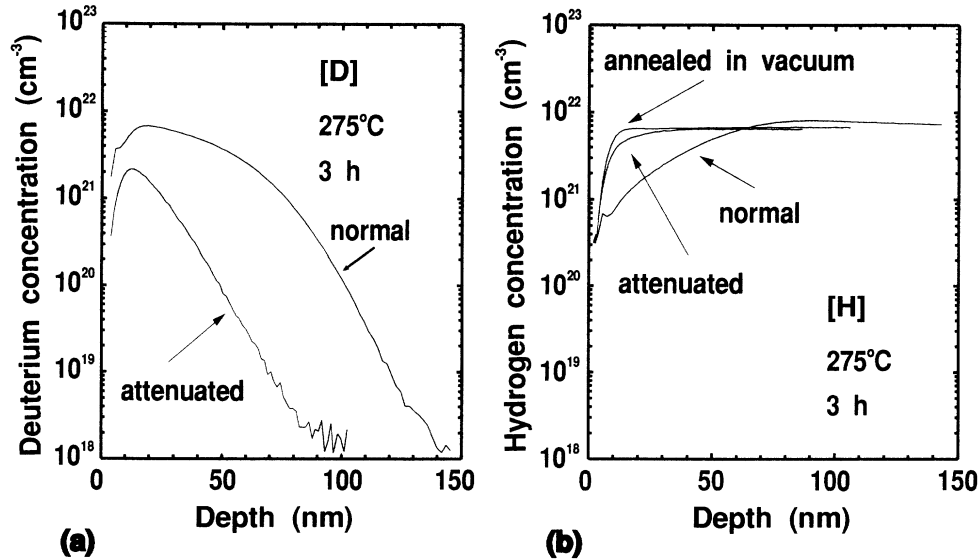 Deuterium concentration (cm⁻³)
10²³
10²²
10²¹
10²⁰
10¹⁹
10¹⁸
[D]
275°C
3 h
normal
attenuated
0 50 100 150
Depth (nm)
(a)
Hydrogen concentration (cm⁻³)
10²³
10²²
10²¹
10²⁰
10¹⁹
10¹⁸
annealed in vacuum
normal
attenuated
[H]
275°C
3 h
0 50 100 150
Depth (nm)
(b)